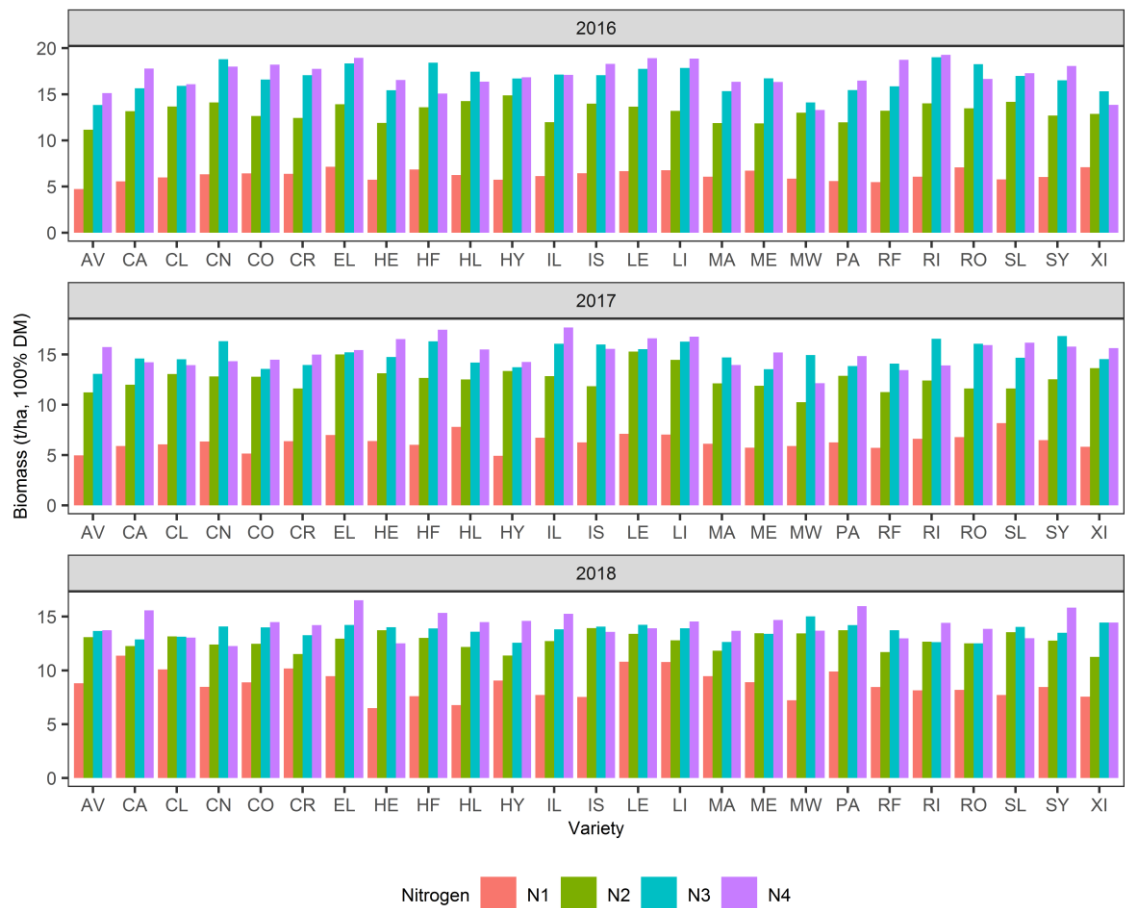 2016
20
15
10
5
0
AV CA CL CN CO CR EL HE HF HL HY IL IS LE LI MA ME MW PA RF RI RO SL SY XI
2017
15
10
5
0
AV CA CL CN CO CR EL HE HF HL HY IL IS LE LI MA ME MW PA RF RI RO SL SY XI
Biomass (t/ha, 100% DM)
2018
15
10
5
0
AV CA CL CN CO CR EL HE HF HL HY IL IS LE LI MA ME MW PA RF RI RO SL SY XI
Variety
Nitrogen N1 N2 N3 N4